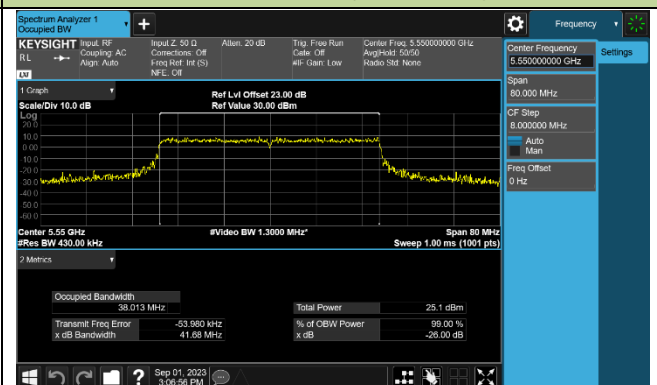 Spectrum Analyzer 1
Occupied BW
Frequency
KEYSIGHT
RL
LXI
Input: RF
Coupling: AC
Align: Auto
Input Z: 50 Ω
Corrections: Off
Freq Ref: Int (S)
NFE: Off
Atten: 20 dB
Trig: Free Run
Gate: Off
#IF Gain: Low
Center Freq: 5.550000000 GHz
Avg|Hold: 50/50
Radio Std: None
Center Frequency
5.550000000 GHz
Settings
Span
80.000 MHz
CF Step
8.000000 MHz
Auto
Man
Freq Offset
0 Hz
1 Graph
Scale/Div 10.0 dB
Ref Lvl Offset 23.00 dB
Ref Value 30.00 dBm
Log
20.0
10.0
0.00
-10.0
-20.0
-30.0
-40.0
-50.0
-60.0
Center 5.55 GHz
#Res BW 430.00 kHz
#Video BW 1.3000 MHz*
Span 80 MHz
Sweep 1.00 ms (1001 pts)
2 Metrics
Occupied Bandwidth
38.013 MHz
Total Power 25.1 dBm
Transmit Freq Error -53.980 kHz
% of OBW Power 99.00 %
x dB Bandwidth 41.68 MHz
x dB -26.00 dB
?
Sep 01, 2023
3:06:56 PM